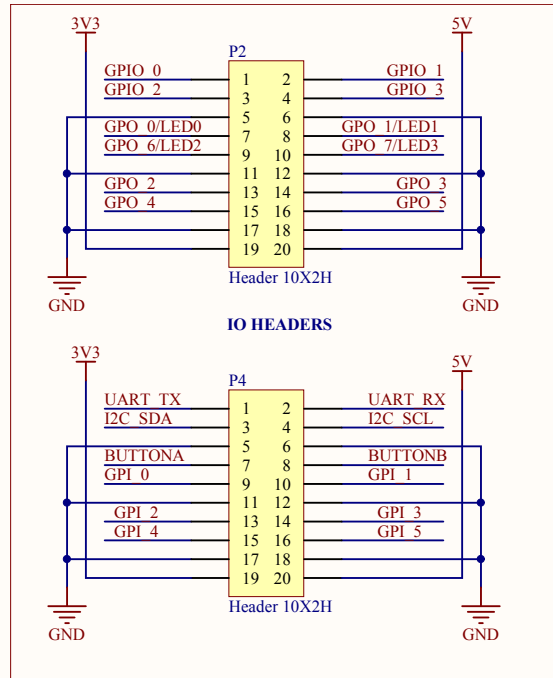 3V3 5V
P2
GPIO_0 1 2 GPIO_1
GPIO_2 3 4 GPIO_3
5 6
GPO_0/LED0 7 8 GPO_1/LED1
GPO_6/LED2 9 10 GPO_7/LED3
11 12
GPO_2 13 14 GPO_3
GPO_4 15 16 GPO_5
17 18
19 20
Header 10X2H
GND GND
IO HEADERS
3V3 5V
P4
UART_TX 1 2 UART_RX
I2C_SDA 3 4 I2C_SCL
5 6
BUTTONA 7 8 BUTTONB
GPI_0 9 10 GPI_1
11 12
GPI_2 13 14 GPI_3
GPI_4 15 16 GPI_5
17 18
19 20
Header 10X2H
GND GND